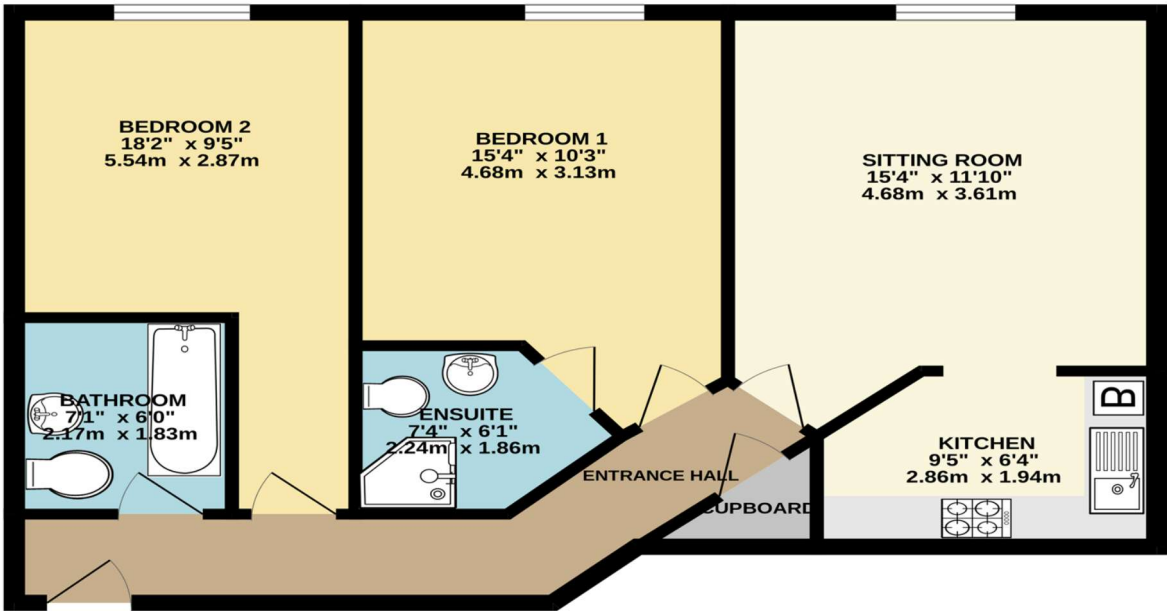 BEDROOM 2
18'2" x 9'5"
5.54m x 2.87m
BEDROOM 1
15'4" x 10'3"
4.68m x 3.13m
SITTING ROOM
15'4" x 11'10"
4.68m x 3.61m
BATHROOM
7'1" x 6'0"
2.17m x 1.83m
ENSUITE
7'4" x 6'1"
2.24m x 1.86m
B
KITCHEN
9'5" x 6'4"
2.86m x 1.94m
ENTRANCE HALL
CUPBOARD